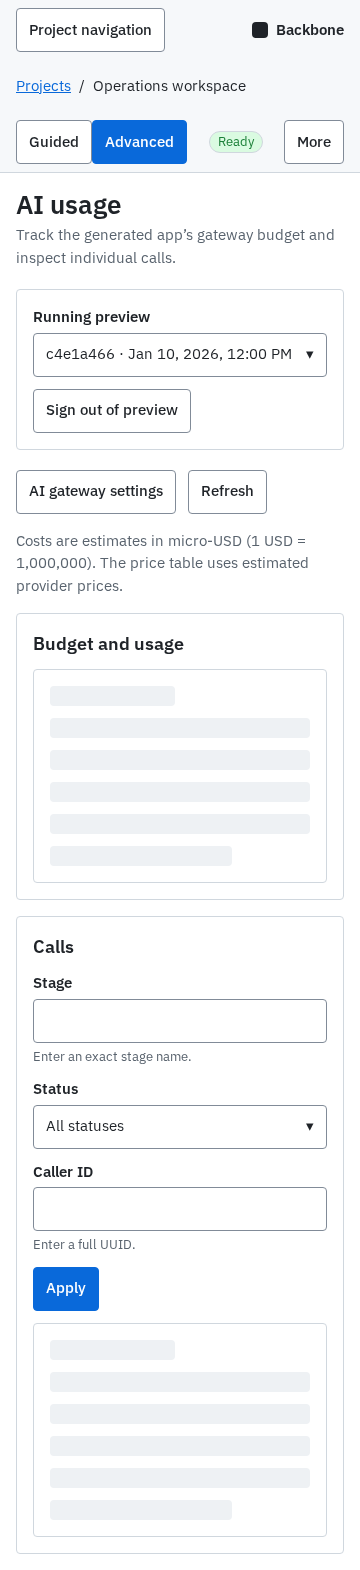 Project navigation
Backbone
Projects / Operations workspace
Guided
Advanced
Ready
More
AI usage
Track the generated app’s gateway budget and
inspect individual calls.
Running preview
c4e1a466 · Jan 10, 2026, 12:00 PM ▾
Sign out of preview
AI gateway settings
Refresh
Costs are estimates in micro-USD (1 USD =
1,000,000). The price table uses estimated
provider prices.
Budget and usage
Calls
Stage
Enter an exact stage name.
Status
All statuses ▾
Caller ID
Enter a full UUID.
Apply